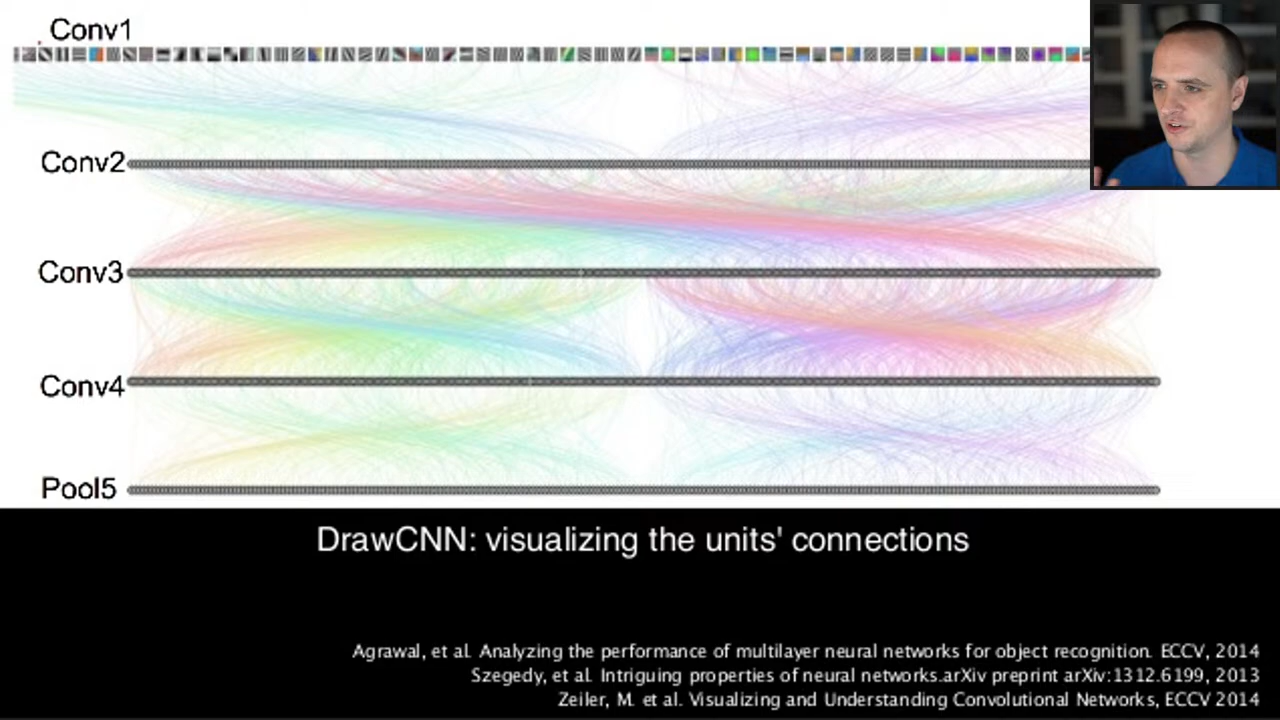 Conv1
Conv2
Conv3
Conv4
Pool5
DrawCNN: visualizing the units' connections
Agrawal, et al. Analyzing the performance of multilayer neural networks for object recognition. ECCV, 2014
Szegedy, et al. Intriguing properties of neural networks.arXiv preprint arXiv:1312.6199, 2013
Zeiler, M. et al. Visualizing and Understanding Convolutional Networks, ECCV 2014